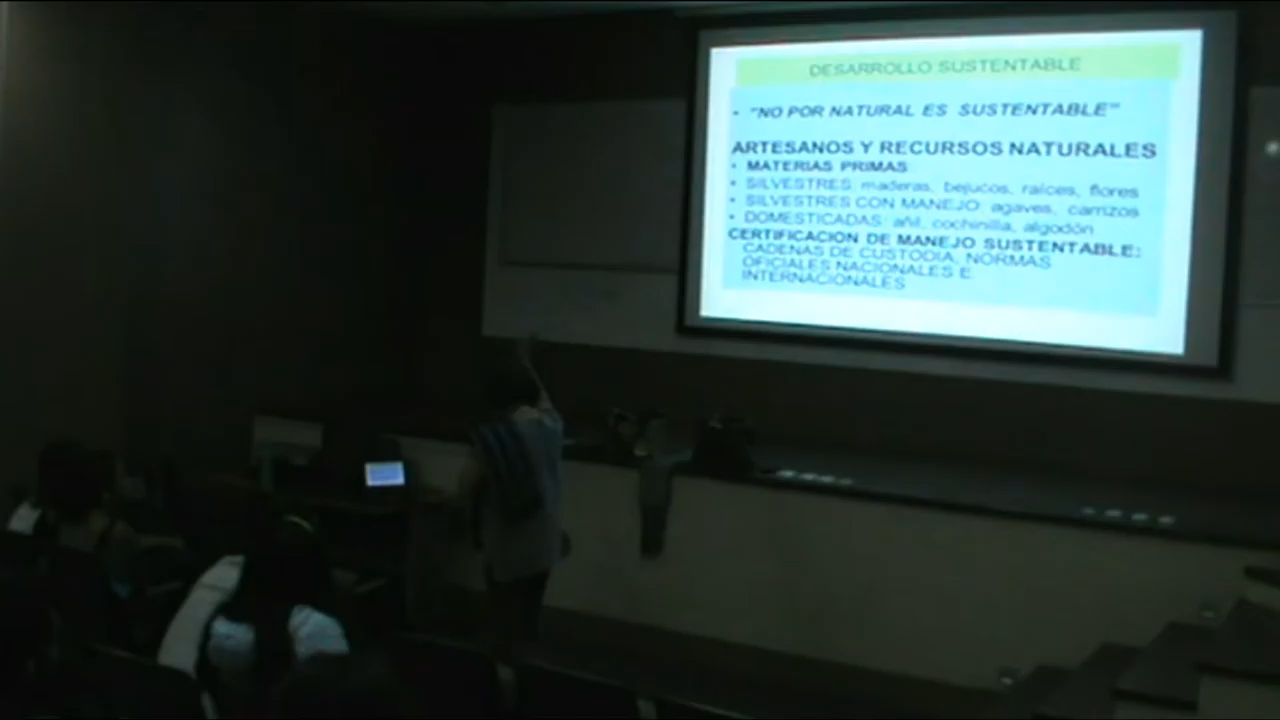 DESARROLLO SUSTENTABLE
• "NO POR NATURAL ES SUSTENTABLE"
ARTESANOS Y RECURSOS NATURALES
• MATERIAS PRIMAS:
• SILVESTRES: maderas, bejucos, raíces, flores
• SILVESTRES CON MANEJO: agaves, carrizos
• DOMESTICADAS: añil, cochinilla, algodón
CERTIFICACION DE MANEJO SUSTENTABLE:
CADENAS DE CUSTODIA, NORMAS
OFICIALES NACIONALES E
INTERNACIONALES